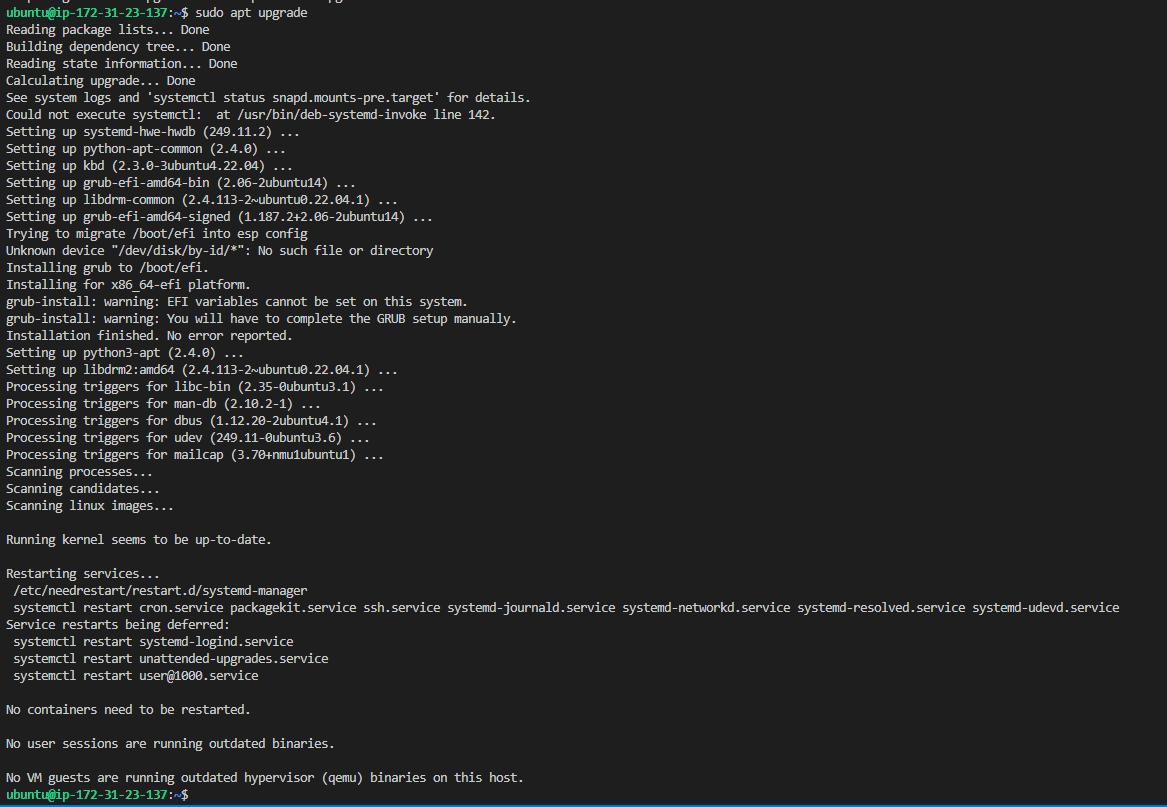 ubuntu@ip-172-31-23-137:~$ sudo apt upgrade
Reading package lists... Done
Building dependency tree... Done
Reading state information... Done
Calculating upgrade... Done
See system logs and 'systemctl status snapd.mounts-pre.target' for details.
Could not execute systemctl:  at /usr/bin/deb-systemd-invoke line 142.
Setting up systemd-hwe-hwdb (249.11.2) ...
Setting up python-apt-common (2.4.0) ...
Setting up kbd (2.3.0-3ubuntu4.22.04) ...
Setting up grub-efi-amd64-bin (2.06-2ubuntu14) ...
Setting up libdrm-common (2.4.113-2~ubuntu0.22.04.1) ...
Setting up grub-efi-amd64-signed (1.187.2+2.06-2ubuntu14) ...
Trying to migrate /boot/efi into esp config
Unknown device "/dev/disk/by-id/*": No such file or directory
Installing grub to /boot/efi.
Installing for x86_64-efi platform.
grub-install: warning: EFI variables cannot be set on this system.
grub-install: warning: You will have to complete the GRUB setup manually.
Installation finished. No error reported.
Setting up python3-apt (2.4.0) ...
Setting up libdrm2:amd64 (2.4.113-2~ubuntu0.22.04.1) ...
Processing triggers for libc-bin (2.35-0ubuntu3.1) ...
Processing triggers for man-db (2.10.2-1) ...
Processing triggers for dbus (1.12.20-2ubuntu4.1) ...
Processing triggers for udev (249.11-0ubuntu3.6) ...
Processing triggers for mailcap (3.70+nmu1ubuntu1) ...
Scanning processes...
Scanning candidates...
Scanning linux images...
Running kernel seems to be up-to-date.
Restarting services...
/etc/needrestart/restart.d/systemd-manager
systemctl restart cron.service packagekit.service ssh.service systemd-journald.service systemd-networkd.service systemd-resolved.service systemd-udevd.service
Service restarts being deferred:
systemctl restart systemd-logind.service
systemctl restart unattended-upgrades.service
systemctl restart user@1000.service
No containers need to be restarted.
No user sessions are running outdated binaries.
No VM guests are running outdated hypervisor (qemu) binaries on this host.
ubuntu@ip-172-31-23-137:~$